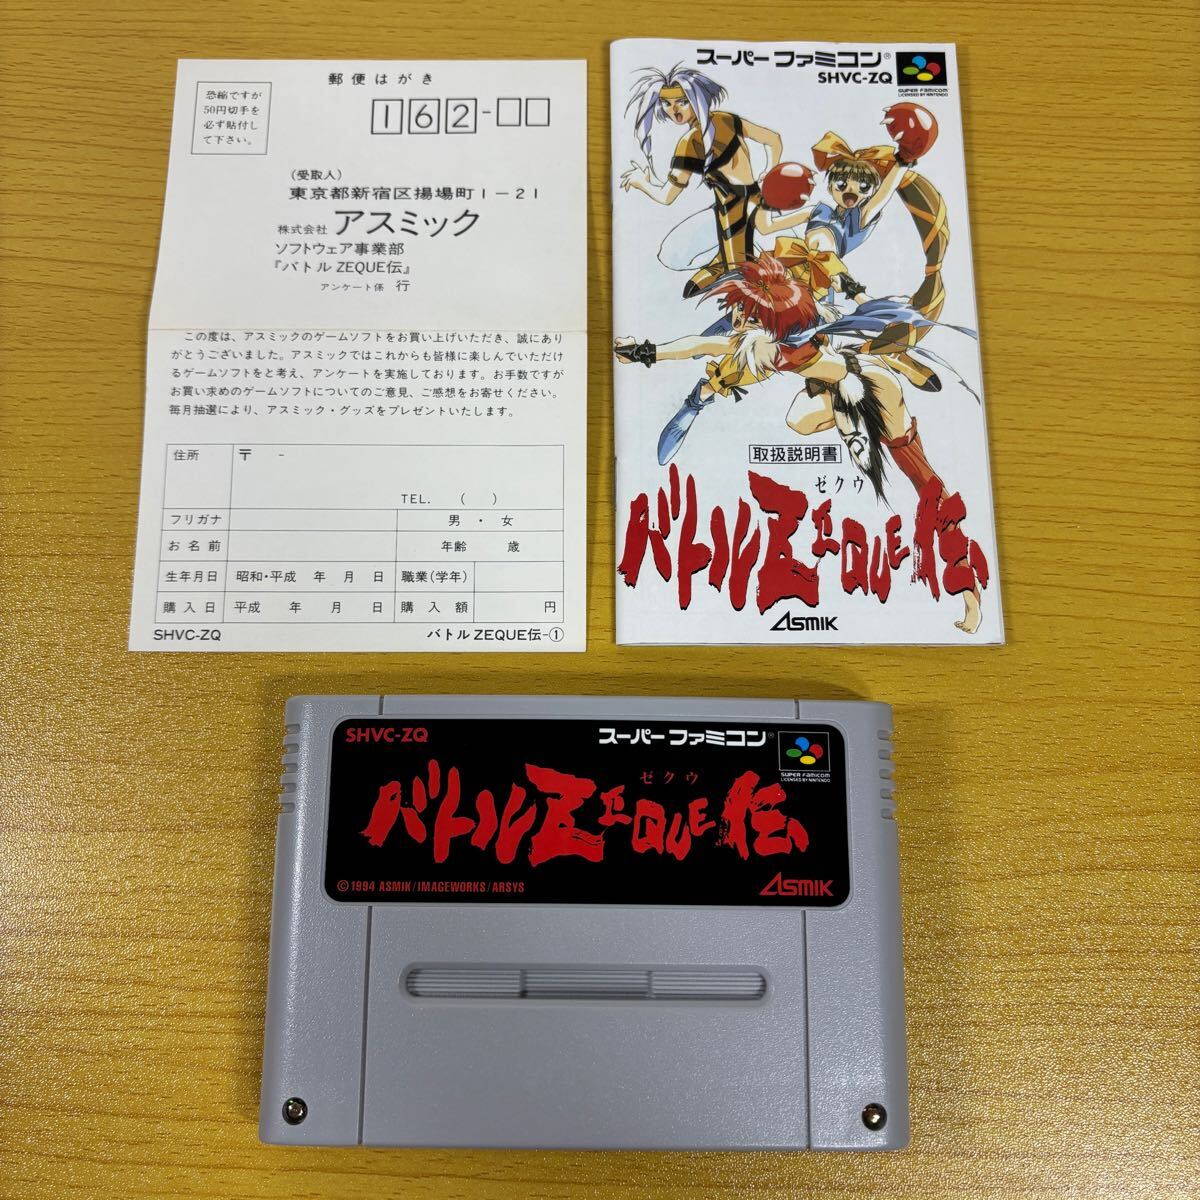 郵便はがき
恐縮ですが
50円切手を
必ず貼付し
て下さい。
162-□□
(受取人)
東京都新宿区揚場町1-21
株式会社 アスミック
ソフトウェア事業部
『バトル ZEQUE伝』
アンケート係 行
この度は、アスミックのゲームソフトをお買い上げいただき、誠にあり
がとうございました。アスミックではこれからも皆様に楽しんでいただけ
るゲームソフトをと考え、アンケートを実施しております。お手数ですが
お買い求めのゲームソフトについてのご意見、ご感想をお寄せください。
毎月抽選により、アスミック・グッズをプレゼントいたします。
住所 〒 -
TEL. ( )
フリガナ 男・女
お名前 年齢 歳
生年月日 昭和・平成 年 月 日 職業(学年)
購入日 平成 年 月 日 購入額 円
SHVC-ZQ バトル ZEQUE伝-①
スーパーファミコン®
SHVC-ZQ
SUPER FAMICOM
LICENSED BY NINTENDO
取扱説明書
ゼクウ
バトルZEQUE伝
ASMIK
SHVC-ZQ
スーパーファミコン®
SUPER FAMICOM
LICENSED BY NINTENDO
ゼクウ
バトルZEQUE伝
©1994 ASMIK/IMAGEWORKS/ARSYS
ASMIK